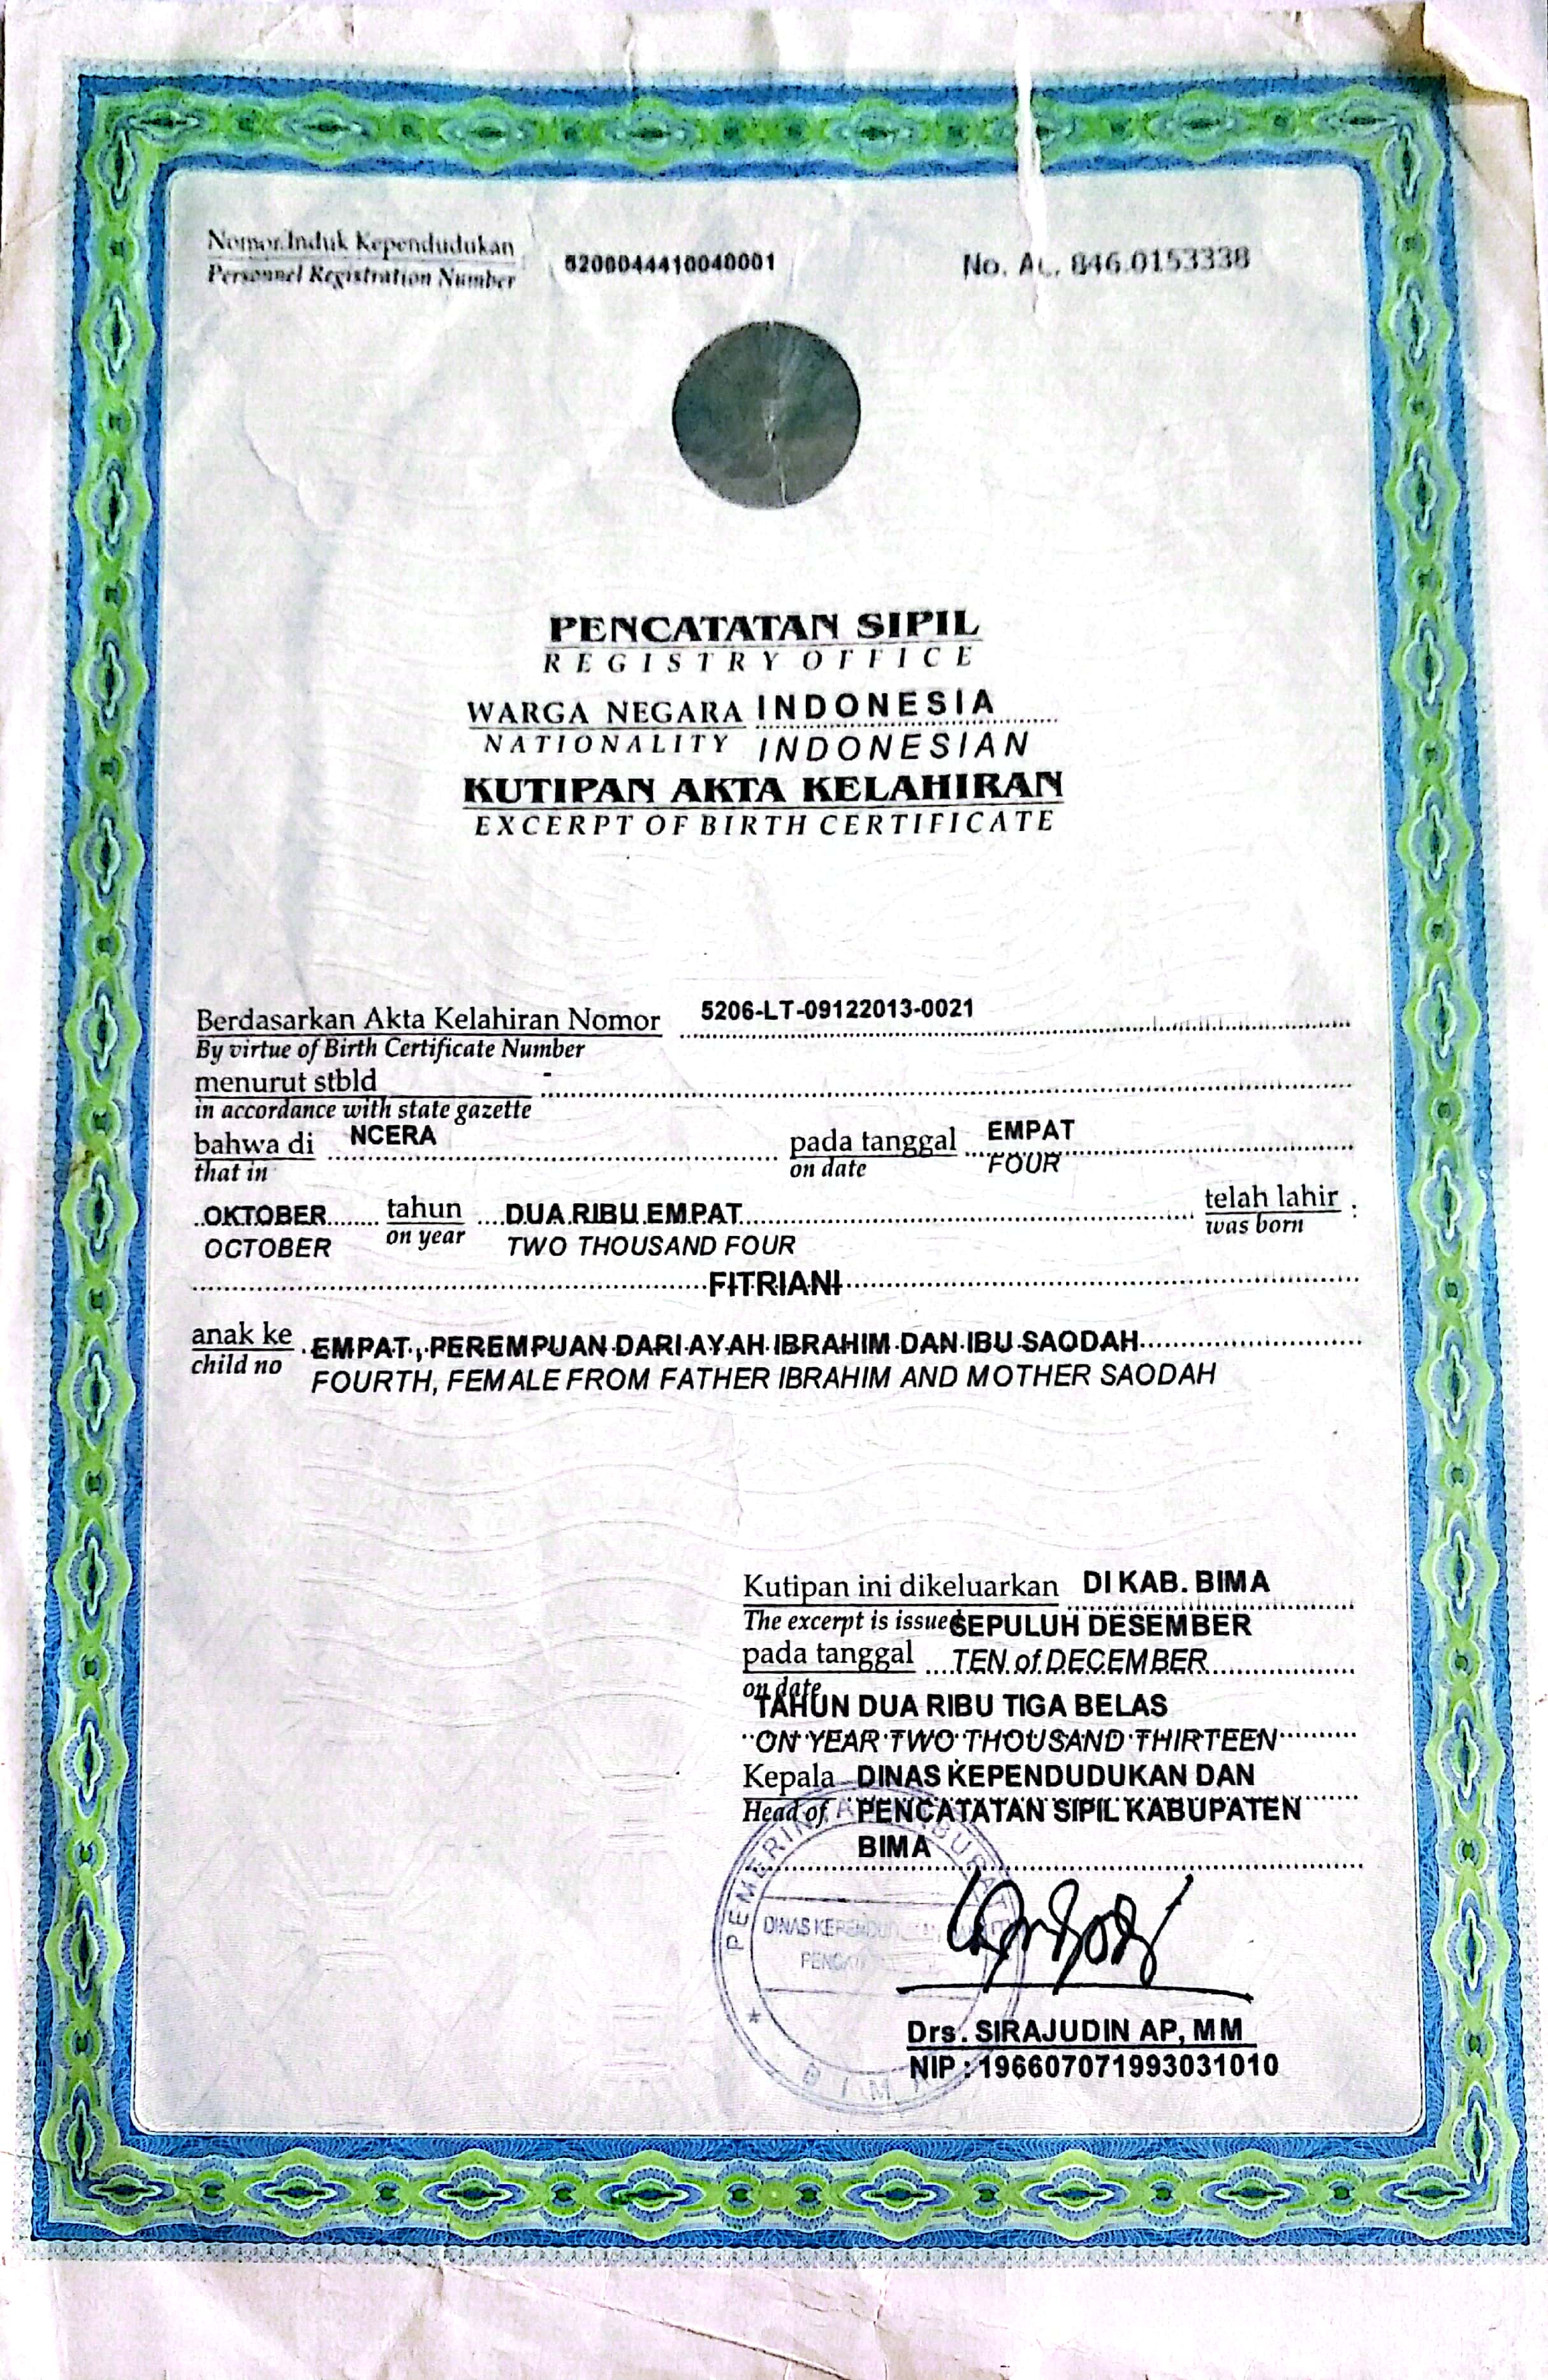 Nomor Induk Kependudukan
Personnel Registration Number
5206044410040001
No. AL. 846.0153338
PENCATATAN SIPIL
REGISTRY OFFICE
WARGA NEGARA INDONESIA
NATIONALITY INDONESIAN
KUTIPAN AKTA KELAHIRAN
EXCERPT OF BIRTH CERTIFICATE
Berdasarkan Akta Kelahiran Nomor 5206-LT-09122013-0021
By virtue of Birth Certificate Number
menurut stbld -
in accordance with state gazette
bahwa di NCERA pada tanggal EMPAT
that in on date FOUR
OKTOBER tahun DUA RIBU EMPAT telah lahir :
OCTOBER on year TWO THOUSAND FOUR was born
FITRIANI
anak ke EMPAT, PEREMPUAN DARI AYAH IBRAHIM DAN IBU SAODAH
child no FOURTH, FEMALE FROM FATHER IBRAHIM AND MOTHER SAODAH
Kutipan ini dikeluarkan DI KAB. BIMA
The excerpt is issued SEPULUH DESEMBER
pada tanggal TEN of DECEMBER
on date
TAHUN DUA RIBU TIGA BELAS
ON YEAR TWO THOUSAND THIRTEEN
Kepala DINAS KEPENDUDUKAN DAN
Head of PENCATATAN SIPIL KABUPATEN
BIMA
Drs. SIRAJUDIN AP, MM
NIP : 196607071993031010